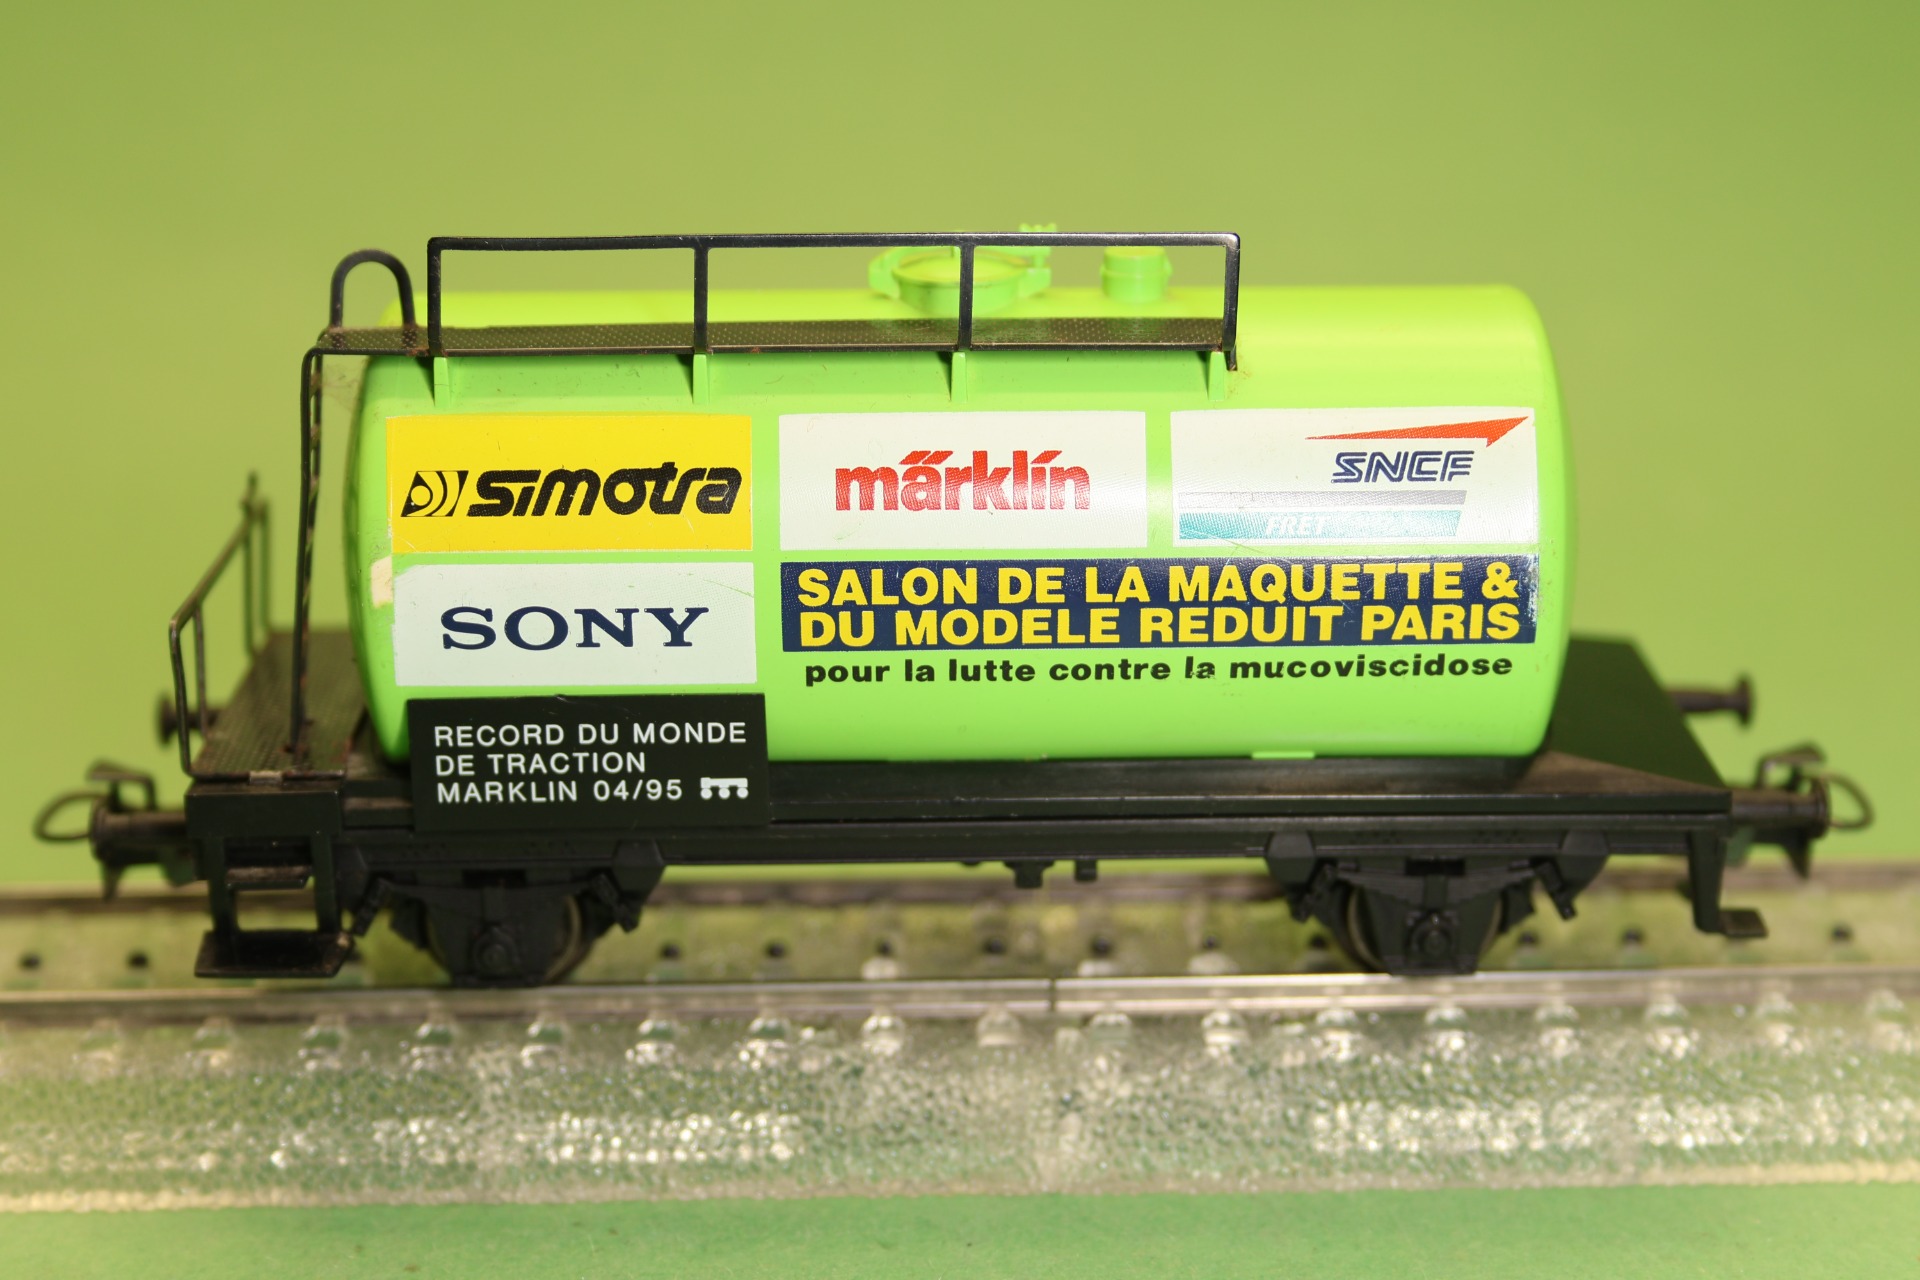 simotra
märklin
SNCF
FRET
SONY
SALON DE LA MAQUETTE &
DU MODELE REDUIT PARIS
pour la lutte contre la mucoviscidose
RECORD DU MONDE
DE TRACTION
MARKLIN 04/95